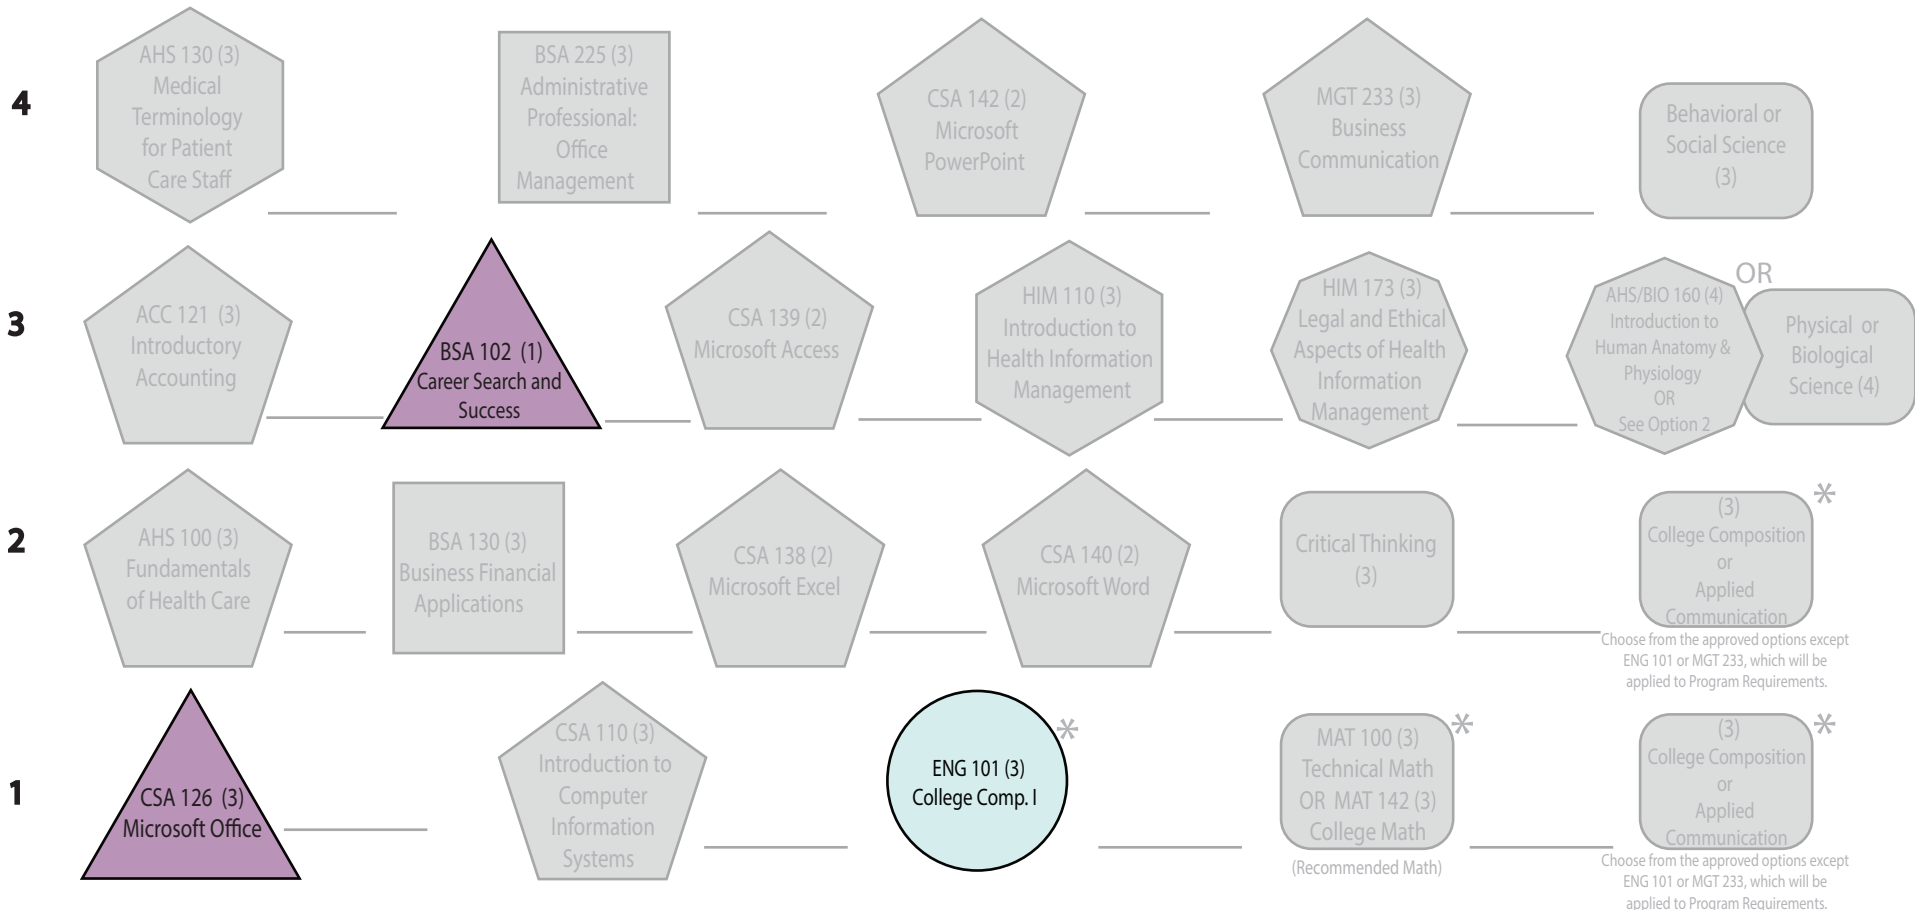 4
AHS 130 (3)
Medical
Terminology
for Patient
Care Staff
BSA 225 (3)
Administrative
Professional:
Office
Management
CSA 142 (2)
Microsoft
PowerPoint
MGT 233 (3)
Business
Communication
Behavioral or
Social Science
(3)
3
ACC 121 (3)
Introductory
Accounting
BSA 102 (1)
Career Search and
Success
CSA 139 (2)
Microsoft Access
HIM 110 (3)
Introduction to
Health Information
Management
HIM 173 (3)
Legal and Ethical
Aspects of Health
Information
Management
AHS/BIO 160 (4)
Introduction to
Human Anatomy &
Physiology
OR
See Option 2
OR
Physical or
Biological
Science (4)
2
AHS 100 (3)
Fundamentals
of Health Care
BSA 130 (3)
Business Financial
Applications
CSA 138 (2)
Microsoft Excel
CSA 140 (2)
Microsoft Word
Critical Thinking
(3)
*
(3)
College Composition
or
Applied
Communication
Choose from the approved options except
ENG 101 or MGT 233, which will be
applied to Program Requirements.
1
CSA 126 (3)
Microsoft Office
CSA 110 (3)
Introduction to
Computer
Information
Systems
*
ENG 101 (3)
College Comp. I
*
MAT 100 (3)
Technical Math
OR MAT 142 (3)
College Math
(Recommended Math)
*
(3)
College Composition
or
Applied
Communication
Choose from the approved options except
ENG 101 or MGT 233, which will be
applied to Program Requirements.